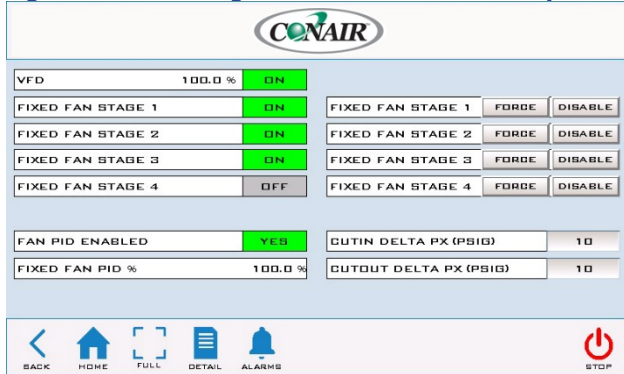 CONAIR
VFD 100.0 % ON
FIXED FAN STAGE 1 ON FIXED FAN STAGE 1 FORCE DISABLE
FIXED FAN STAGE 2 ON FIXED FAN STAGE 2 FORCE DISABLE
FIXED FAN STAGE 3 ON FIXED FAN STAGE 3 FORCE DISABLE
FIXED FAN STAGE 4 OFF FIXED FAN STAGE 4 FORCE DISABLE
FAN PID ENABLED YES CUTIN DELTA PX (PSIG) 10
FIXED FAN PID % 100.0 % CUTOUT DELTA PX (PSIG) 10
BACK HOME FULL DETAIL ALARMS STOP